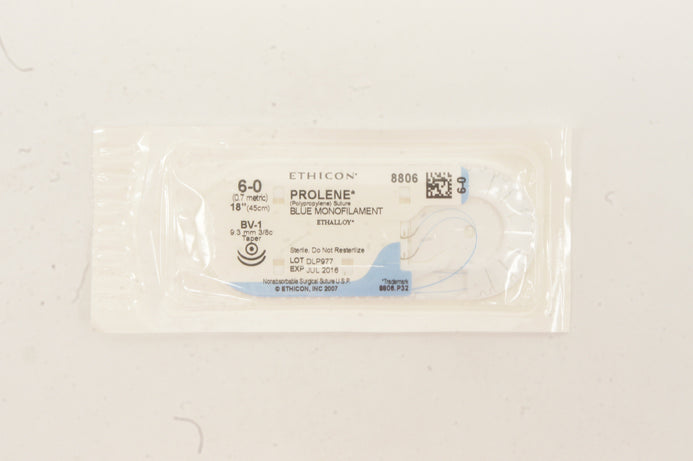 ETHICON*
8806
6-0
6-0
(0.7 metric)
18" (45cm)
PROLENE*
(Polypropylene) Suture
BLUE MONOFILAMENT
ETHALLOY*
BV-1
9.3 mm 3/8c
Taper
Sterile, Do Not Resterilize
LOT DLP977
EXP JUL 2016
Nonabsorbable Surgical Suture U.S.P.
© ETHICON, INC 2007
*Trademark
8806.P32